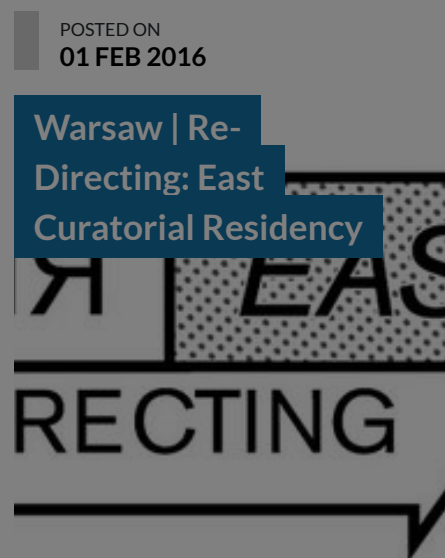 POSTED ON
01 FEB 2016
Warsaw | Re-
Directing: East
Curatorial Residency
Я EAS
RECTING